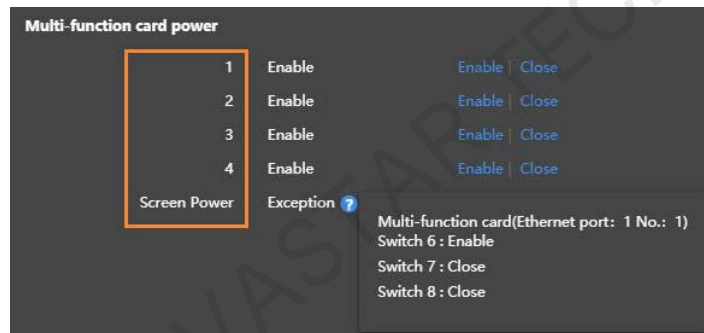 Multi-function card power
1 Enable Enable | Close
2 Enable Enable | Close
3 Enable Enable | Close
4 Enable Enable | Close
Screen Power Exception ?
Multi-function card(Ethernet port: 1 No.: 1)
Switch 6 : Enable
Switch 7 : Close
Switch 8 : Close
VASTAR TEC